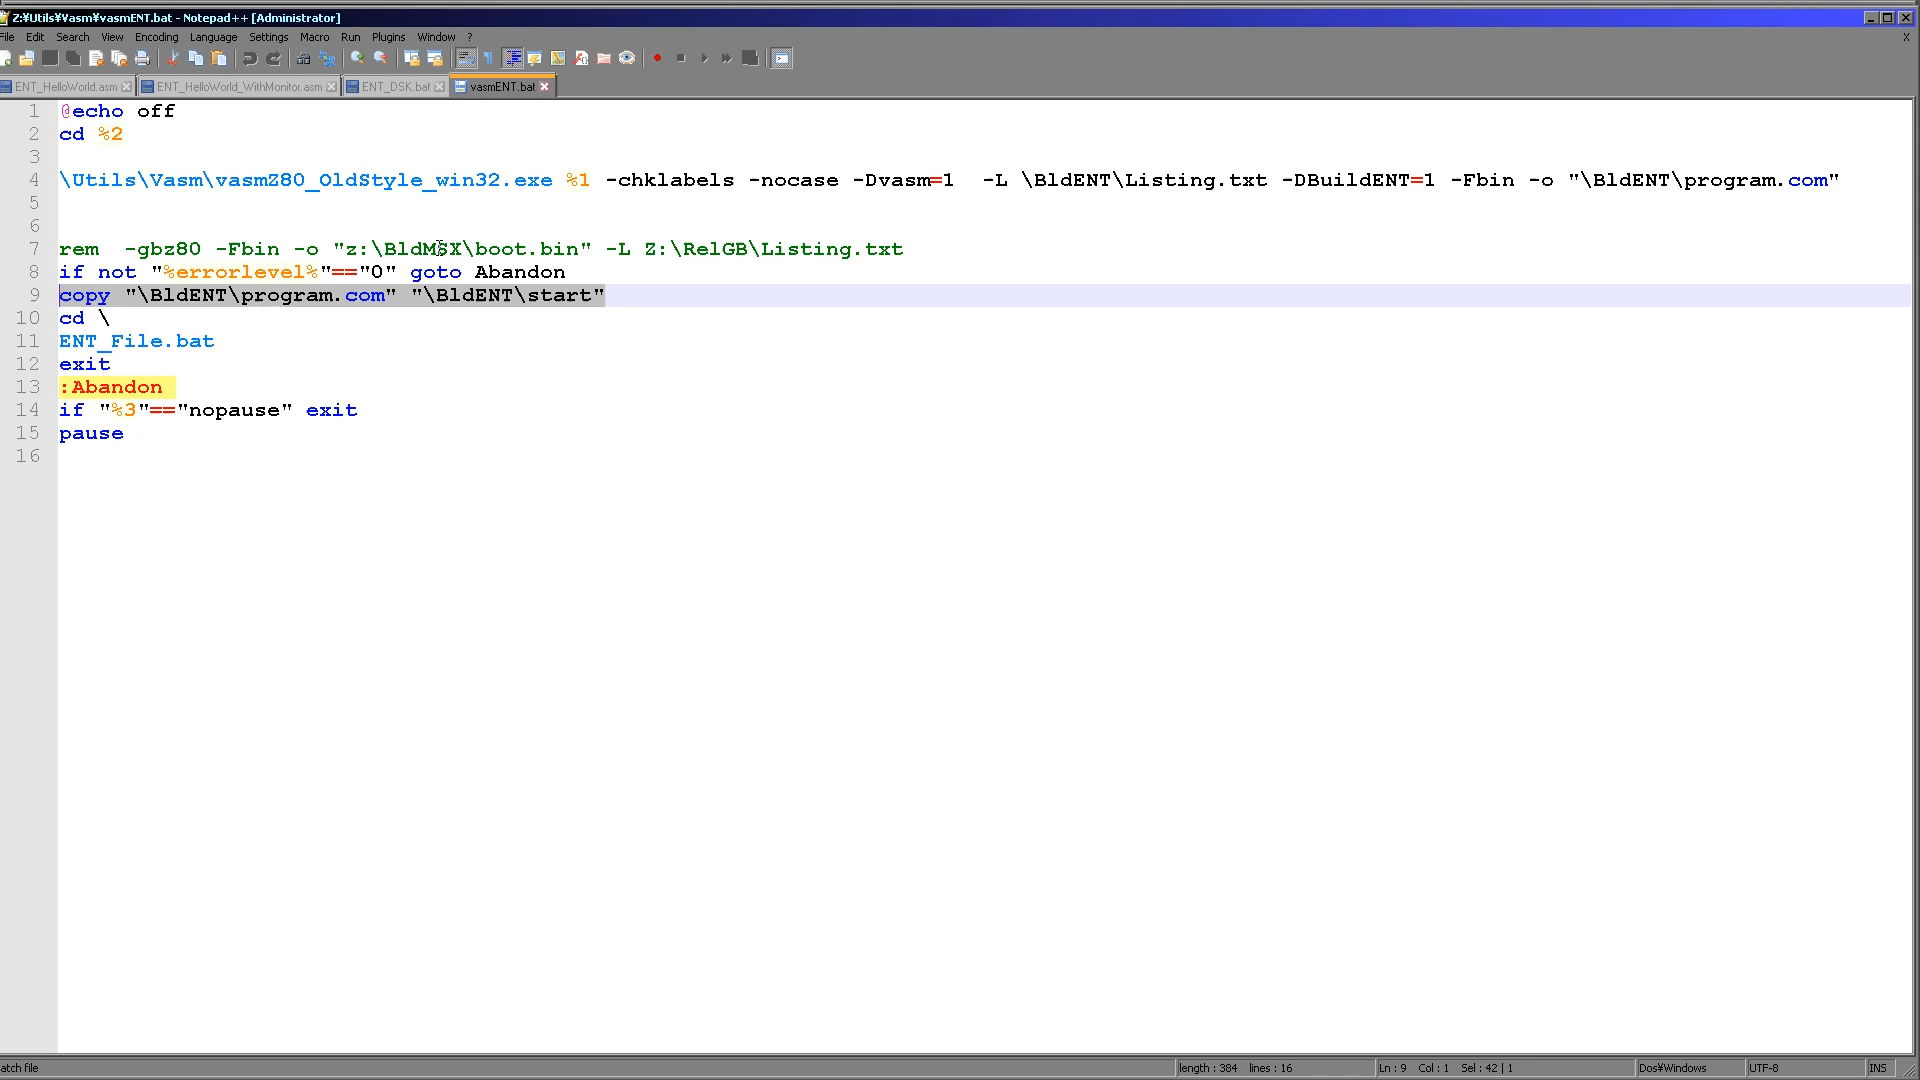 Z:¥Utils¥Vasm¥vasmENT.bat - Notepad++ [Administrator]
File Edit Search View Encoding Language Settings Macro Run Plugins Window ?
X
ENT_HelloWorld.asm ENT_HelloWorld_WithMonitor.asm ENT_DSK.bat vasmENT.bat
1 @echo off
2 cd %2
3
4 \Utils\Vasm\vasmZ80_OldStyle_win32.exe %1 -chklabels -nocase -Dvasm=1  -L \BldENT\Listing.txt -DBuildENT=1 -Fbin -o "\BldENT\program.com"
5
6
7 rem  -gbz80 -Fbin -o "z:\BldMSX\boot.bin" -L Z:\RelGB\Listing.txt
8 if not "%errorlevel%"=="0" goto Abandon
9 copy "\BldENT\program.com" "\BldENT\start"
10 cd \
11 ENT_File.bat
12 exit
13 :Abandon
14 if "%3"=="nopause" exit
15 pause
16
atch file length : 384 lines : 16 Ln : 9 Col : 1 Sel : 42 | 1 Dos¥Windows UTF-8 INS